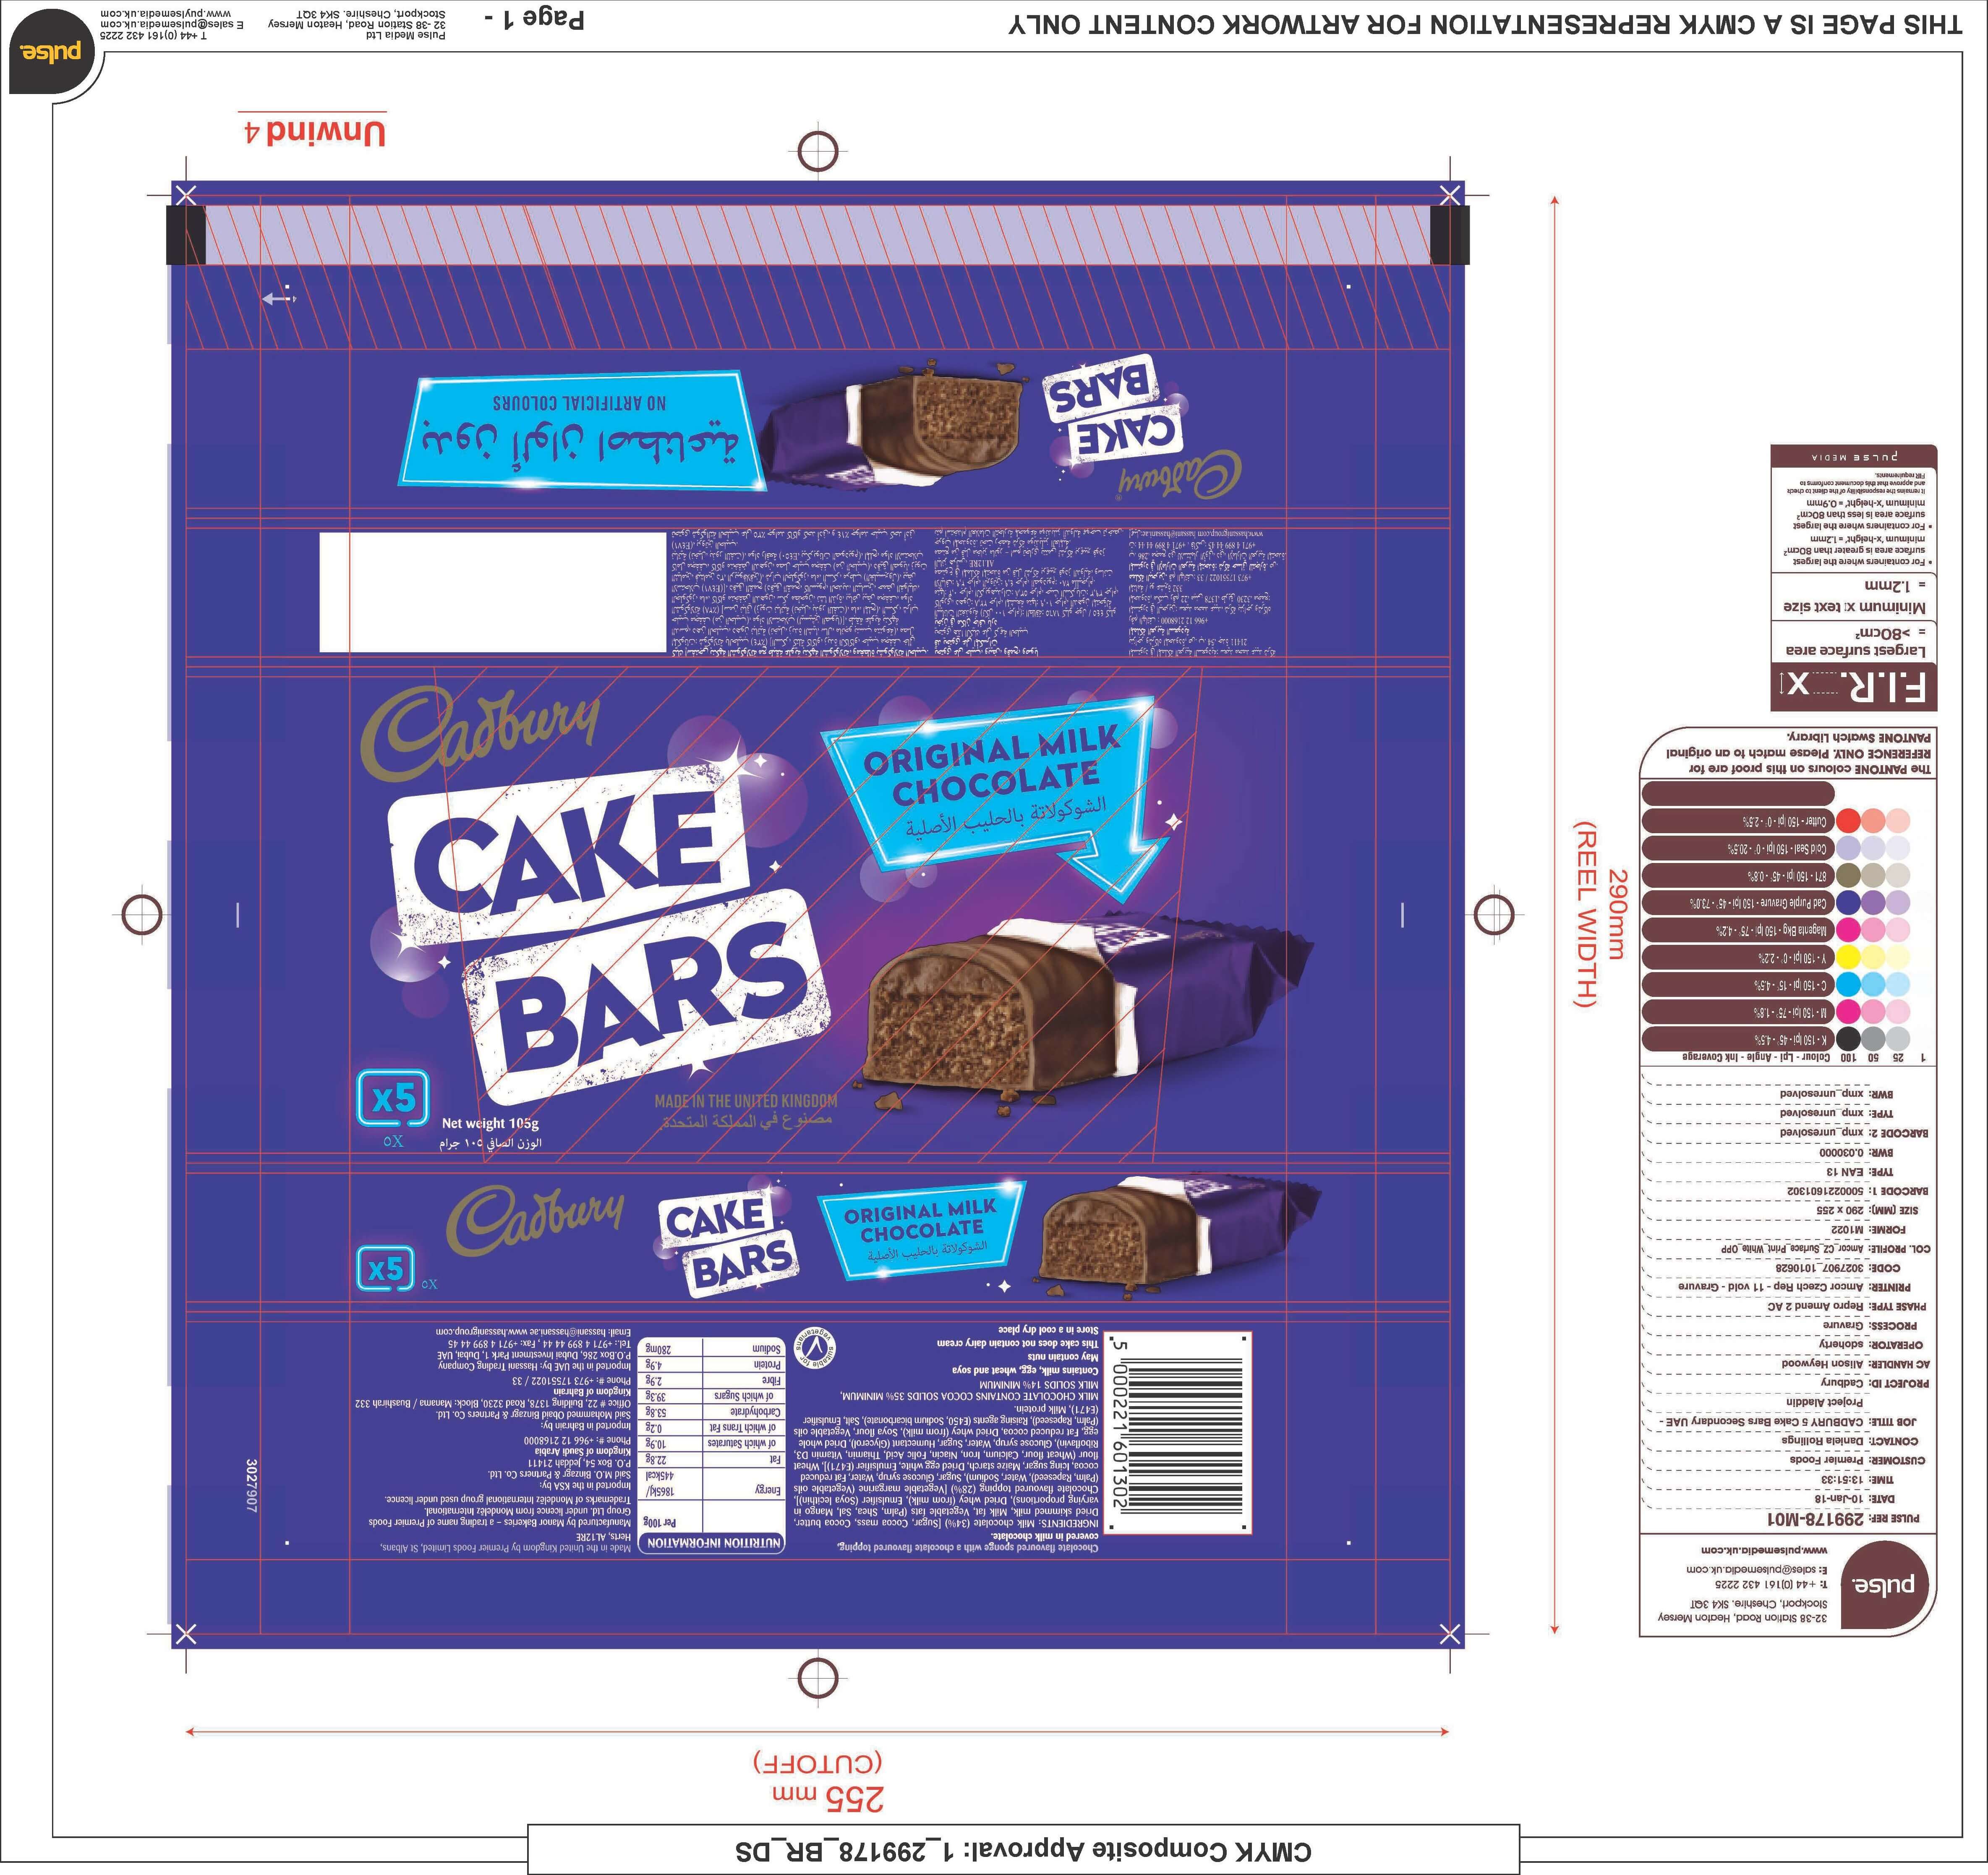 CMYK Composite Approval: 1_299178_BR_DS
255 mm
(CUTOFF)
290mm
(REEL WIDTH)
Unwind 4
pulse.
32-38 Station Road, Heaton Mersey
Stockport, Cheshire. SK4 3QT
T: +44 (0)161 432 2225
E: sales@pulsemedia.uk.com
www.pulsemedia.uk.com
PULSE REF: 299178-M01
DATE: 10-Jan-18
TIME: 13:51:33
CUSTOMER: Premier Foods
CONTACT: Daniela Rollings
JOB TITLE: CADBURY 5 Cake Bars Secondary UAE -
Project Aladdin
PROJECT ID: Cadbury
AC HANDLER: Alison Heywood
OPERATOR: sdoherty
PROCESS: Gravure
PHASE TYPE: Repro Amend 2 AC
PRINTER: Amcor Czech Rep - 11 vold - Gravure
CODE: 3027907_1010628
COL. PROFILE: Amcor_CZ_Surface_Print_White_OPP
FORME: M1022
SIZE (MM): 290 x 255
BARCODE 1: 5000221601302
TYPE: EAN 13
BWR: 0.030000
BARCODE 2: xmp_unresolved
TYPE: xmp_unresolved
BWR: xmp_unresolved
1 25 50 100 Colour - Lpi - Angle - Ink Coverage
K - 150 lpi - 45° - 4.5%
M - 150 lpi - 75° - 1.8%
C - 150 lpi - 15° - 4.5%
Y - 150 lpi - 0° - 2.2%
Magenta Bkg - 150 lpi - 75° - 4.2%
Cad Purple Gravure - 150 lpi - 45° - 73.0%
871 - 150 lpi - 45° - 0.8%
Cold Seal - 150 lpi - 0° - 20.5%
Cutter - 150 lpi - 0° - 2.5%
The PANTONE colours on this proof are for
REFERENCE ONLY. Please match to an original
PANTONE Swatch Library.
F.I.R. X
Largest surface area
= >80cm²
Minimum x: text size
= 1.2mm
• For containers where the largest
surface area is greater than 80cm²
minimum 'x-height' = 1.2mm
• For containers where the largest
surface area is less than 80cm²
minimum 'x-height' = 0.9mm
It remains the responsibility of the client to check
and approve that this document conforms to
FIR requirements.
PULSE MEDIA
Cadbury
CAKE
BARS
بدون ألوان اصطناعية
NO ARTIFICIAL COLOURS
Cadbury
CAKE
BARS
ORIGINAL MILK
CHOCOLATE
الشوكولاتة بالحليب الأصلية
x5
٥X
Net weight 105g
الوزن الصافي ١٠٥ جرام
MADE IN THE UNITED KINGDOM
مصنوع في المملكة المتحدة
Cadbury
CAKE
BARS
ORIGINAL MILK
CHOCOLATE
الشوكولاتة بالحليب الأصلية
x5
٥X
Chocolate flavoured sponge with a chocolate flavoured topping,
covered in milk chocolate.
INGREDIENTS: Milk chocolate (34%) [Sugar, Cocoa mass, Cocoa butter,
Dried skimmed milk, Milk fat, Vegetable fats (Palm, Shea, Sal, Mango in
varying proportions), Dried whey (from milk), Emulsifier (Soya lecithin)],
Chocolate flavoured topping (28%) [Vegetable margarine (Vegetable oils
(Palm, Rapeseed), Water, Sodium), Sugar, Glucose syrup, Water, Fat reduced
cocoa, Icing sugar, Maize starch, Dried egg white, Emulsifier (E471)], Wheat
flour (Wheat flour, Calcium, Iron, Niacin, Folic Acid, Thiamin, Vitamin D3,
Riboflavin), Glucose syrup, Water, Sugar, Humectant (Glycerol), Dried whole
egg, Fat reduced cocoa, Dried whey (from milk), Soya flour, Vegetable oils
(Palm, Rapeseed), Raising agents (E450, Sodium bicarbonate), Salt, Emulsifier
(E471), Milk protein.
MILK CHOCOLATE CONTAINS COCOA SOLIDS 35% MINIMUM,
MILK SOLIDS 14% MINIMUM
Contains milk, egg, wheat and soya
May contain nuts
This cake does not contain dairy cream
Store in a cool dry place
suitable for vegetarians
5 000221 601302
NUTRITION INFORMATION
Per 100g
Energy 1865kj/
445kcal
Fat 22.8g
of which Saturates 10.9g
of which Trans Fat 0.2g
Carbohydrate 53.8g
of which Sugars 39.3g
Fibre 2.9g
Protein 4.9g
Sodium 280mg
Made in the United Kingdom by Premier Foods Limited, St Albans,
Herts, AL12RE
Manufactured by Manor Bakeries – a trading name of Premier Foods
Group Ltd. under licence from Mondelēz International.
Trademarks of Mondelēz International group used under licence.
Imported in the KSA by:
Said M.O. Binzagr & Partners Co. Ltd.
P.O. Box 54, Jeddah 21411
Kingdom of Saudi Arabia
Phone #: +966 12 2168000
Imported in Bahrain by:
Said Mohammed Obaid Binzagr & Partners Co. Ltd.
Office # 22, Building 1378, Road 3230, Block: Manama / Buashirah 332
Kingdom of Bahrain
Phone #: +973 17551022 / 33
Imported in the UAE by: Hassani Trading Company
P.O.Box 286, Dubai Investment Park 1, Dubai, UAE
Tel.: +971 4 899 44 44 , Fax: +971 4 899 44 45
Email: hassani@hassani.ae www.hassanigroup.com
3027907
THIS PAGE IS A CMYK REPRESENTATION FOR ARTWORK CONTENT ONLY
Page 1 -
Pulse Media Ltd
32 -38 Station Road, Heaton Mersey
Stockport, Cheshire. SK4 3QT
T +44 (0)161 432 2225
E sales@pulsemedia.uk.com
www.pulsemedia.uk.com
pulse.